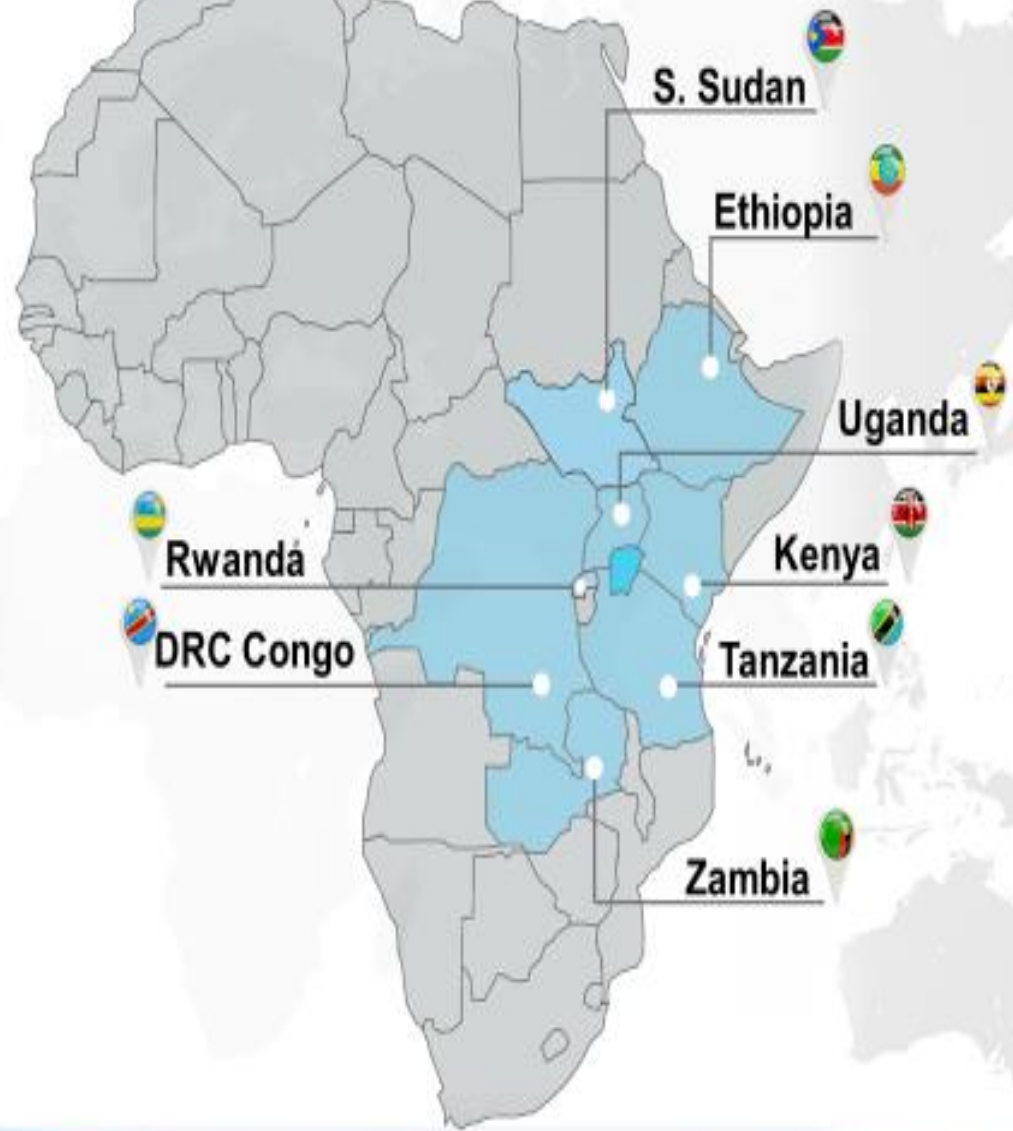 S. Sudan
Ethiopia
Uganda
Rwanda
Kenya
DRC Congo
Tanzania
Zambia